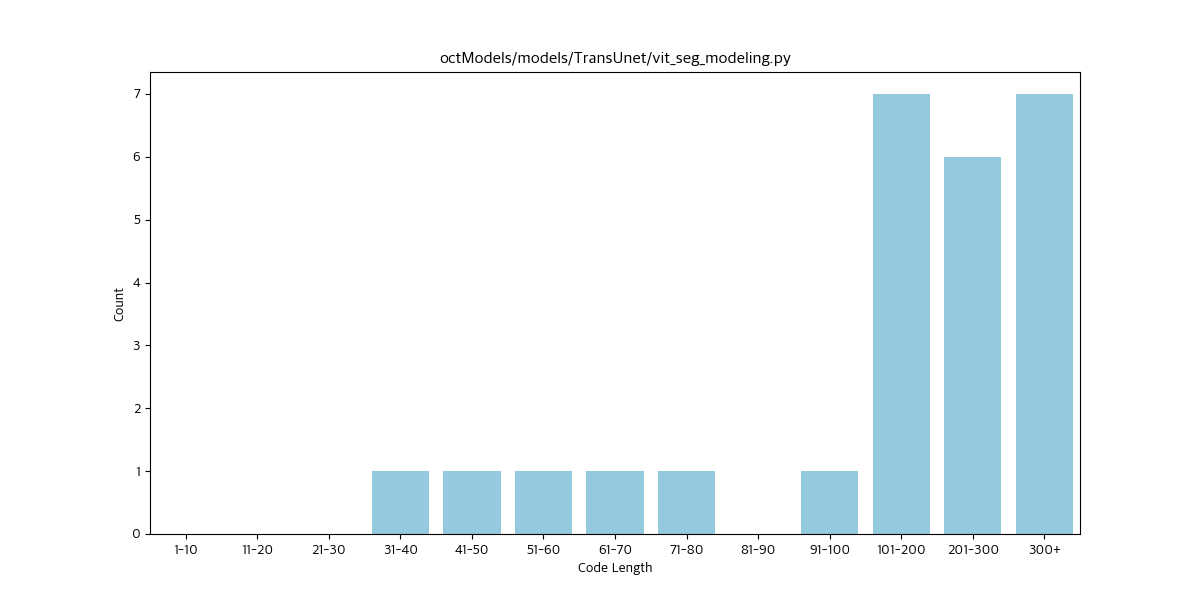 octModels/models/TransUnet/vit_seg_modeling.py
Count
7
6
5
4
3
2
1
0
1-10 11-20 21-30 31-40 41-50 51-60 61-70 71-80 81-90 91-100 101-200 201-300 300+
Code Length